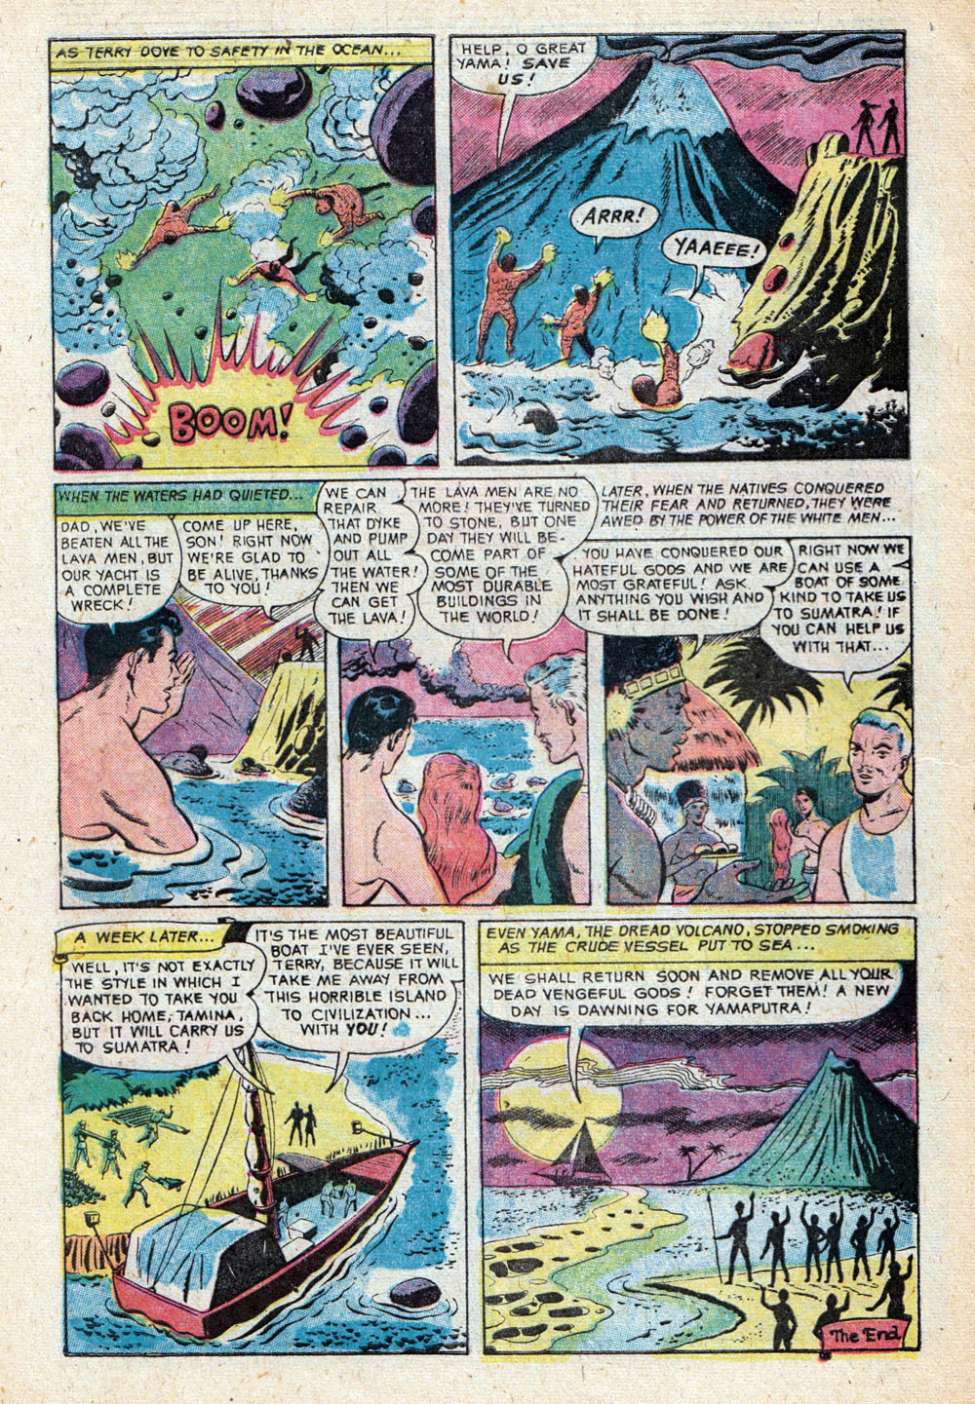 AS TERRY DOVE TO SAFETY IN THE OCEAN...
BOOM!
HELP, O GREAT
YAMA! SAVE
US!
ARRR!
YAAEEE!
WHEN THE WATERS HAD QUIETED...
DAD, WE'VE
BEATEN ALL THE
LAVA MEN, BUT
OUR YACHT IS
A COMPLETE
WRECK!
COME UP HERE,
SON! RIGHT NOW
WE'RE GLAD TO
BE ALIVE, THANKS
TO YOU!
WE CAN
REPAIR
THAT DYKE
AND PUMP
OUT ALL
THE WATER!
THEN WE
CAN GET
THE LAVA!
THE LAVA MEN ARE NO
MORE! THEY'VE TURNED
TO STONE, BUT ONE
DAY THEY WILL BE-
COME PART OF
SOME OF THE
MOST DURABLE
BUILDINGS IN
THE WORLD!
LATER, WHEN THE NATIVES CONQUERED
THEIR FEAR AND RETURNED, THEY WERE
AWED BY THE POWER OF THE WHITE MEN...
YOU HAVE CONQUERED OUR
HATEFUL GODS AND WE ARE
MOST GRATEFUL! ASK
ANYTHING YOU WISH AND
IT SHALL BE DONE!
RIGHT NOW WE
CAN USE A
BOAT OF SOME
KIND TO TAKE US
TO SUMATRA! IF
YOU CAN HELP US
WITH THAT...
A WEEK LATER...
WELL, IT'S NOT EXACTLY
THE STYLE IN WHICH I
WANTED TO TAKE YOU
BACK HOME, TAMINA,
BUT IT WILL CARRY US
TO SUMATRA!
IT'S THE MOST BEAUTIFUL
BOAT I'VE EVER SEEN,
TERRY, BECAUSE IT WILL
TAKE ME AWAY FROM
THIS HORRIBLE ISLAND
TO CIVILIZATION...
WITH YOU!
EVEN YAMA, THE DREAD VOLCANO, STOPPED SMOKING
AS THE CRUDE VESSEL PUT TO SEA...
WE SHALL RETURN SOON AND REMOVE ALL YOUR
DEAD VENGEFUL GODS! FORGET THEM! A NEW
DAY IS DAWNING FOR YAMAPUTRA!
The End